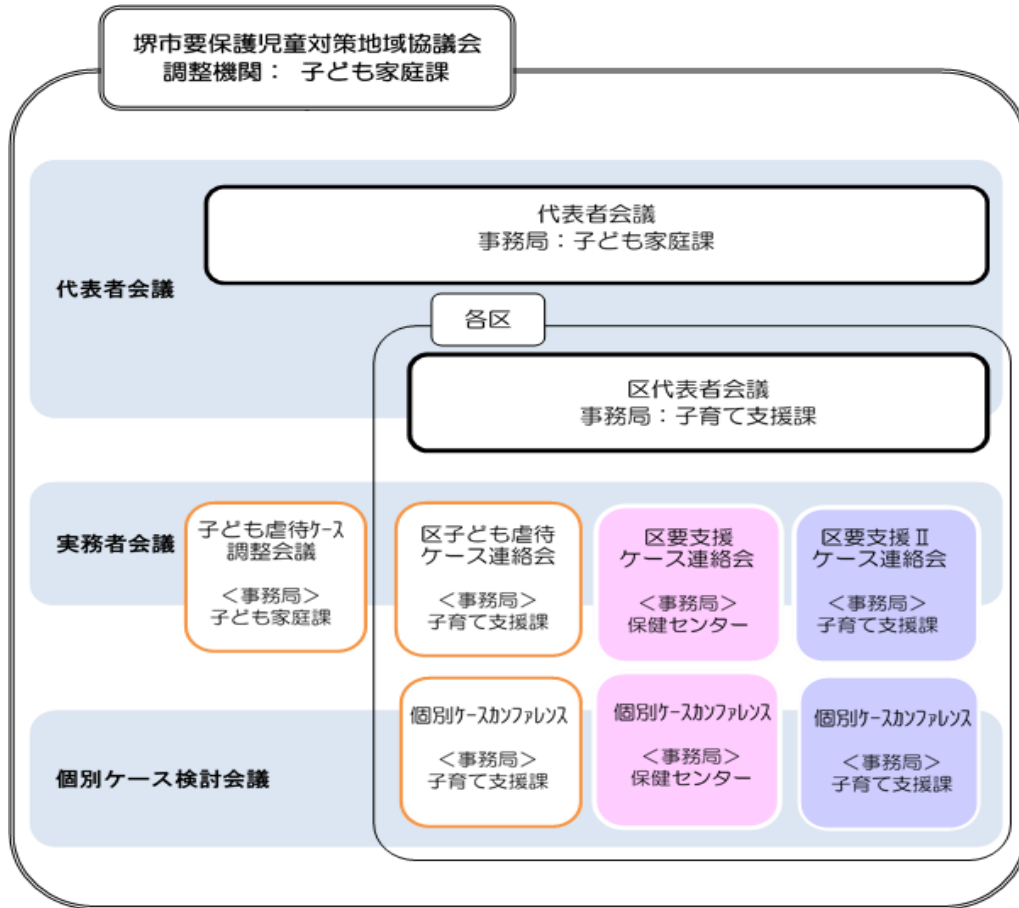 堺市要保護児童対策地域協議会
調整機関： 子ども家庭課
代表者会議
代表者会議
事務局：子ども家庭課
各区
区代表者会議
事務局：子育て支援課
実務者会議
子ども虐待ｹｰｽ
調整会議
＜事務局＞
子ども家庭課
区子ども虐待
ケース連絡会
＜事務局＞
子育て支援課
区要支援
ケース連絡会
＜事務局＞
保健センター
区要支援Ⅱ
ケース連絡会
＜事務局＞
子育て支援課
個別ケース検討会議
個別ｹｰｽｶﾝﾌｧﾚﾝｽ
＜事務局＞
子育て支援課
個別ｹｰｽｶﾝﾌｧﾚﾝｽ
＜事務局＞
保健センター
個別ｹｰｽｶﾝﾌｧﾚﾝｽ
＜事務局＞
子育て支援課